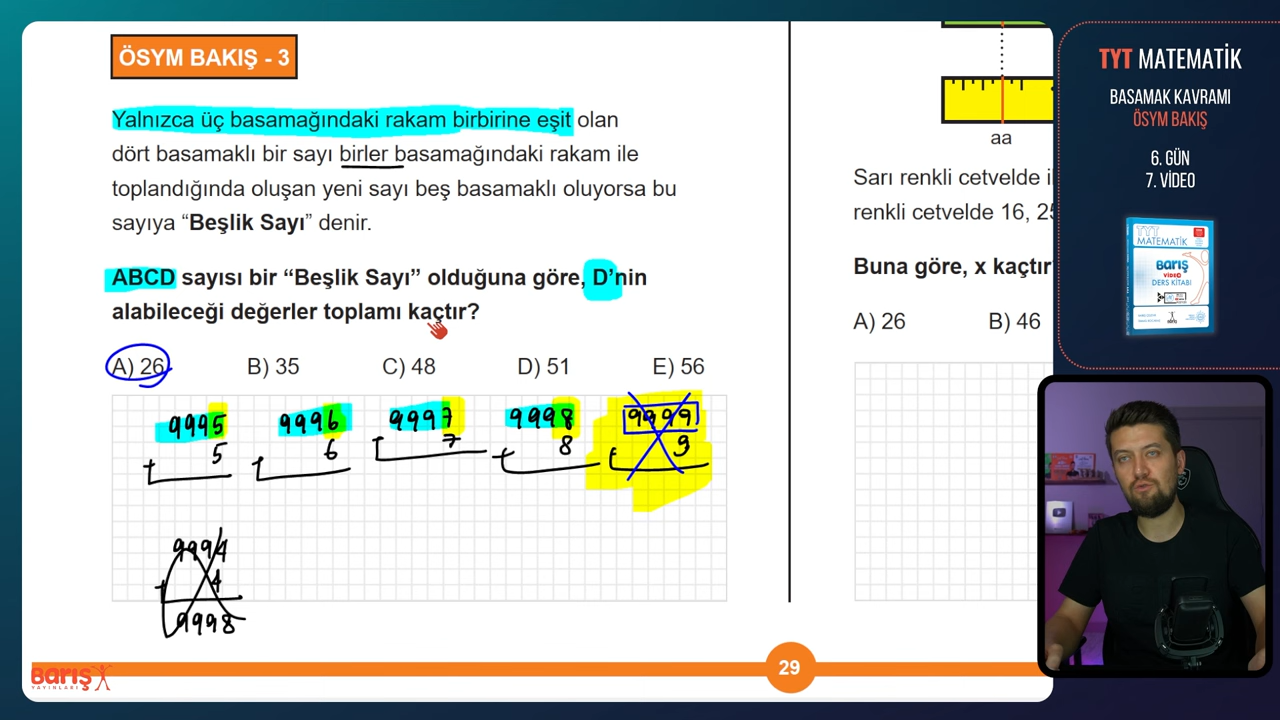 ÖSYM BAKIŞ - 3
Yalnızca üç basamağındaki rakam birbirine eşit olan
dört basamaklı bir sayı birler basamağındaki rakam ile
toplandığında oluşan yeni sayı beş basamaklı oluyorsa bu
sayıya “Beşlik Sayı” denir.
ABCD sayısı bir “Beşlik Sayı” olduğuna göre, D’nin
alabileceği değerler toplamı kaçtır?
A) 26 B) 35 C) 48 D) 51 E) 56
9995 9996 9997 9998 9999
+ 5 + 6 + 7 + 8 + 9
9994
+ 4
9998
aa
Sarı renkli cetvelde i
renkli cetvelde 16, 25
Buna göre, x kaçtır
A) 26 B) 46
29
Barış
YAYINLARI
TYT MATEMATİK
BASAMAK KAVRAMI
ÖSYM BAKIŞ
6. GÜN
7. VİDEO
TYT
MATEMATİK
Barış
VİDEO
DERS KİTABI